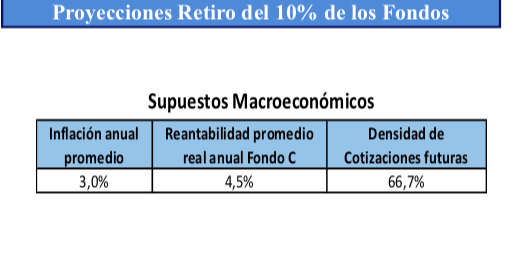 Proyecciones Retiro del 10% de los Fondos
Supuestos Macroeconómicos
Inflación anual promedio
Reantabilidad promedio real anual Fondo C
Densidad de Cotizaciones futuras
3,0%
4,5%
66,7%